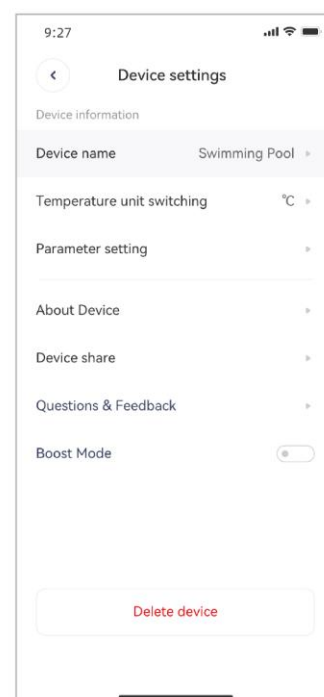 9:27
Device settings
Device information
Device name Swimming Pool
Temperature unit switching °C
Parameter setting
About Device
Device share
Questions & Feedback
Boost Mode
Delete device